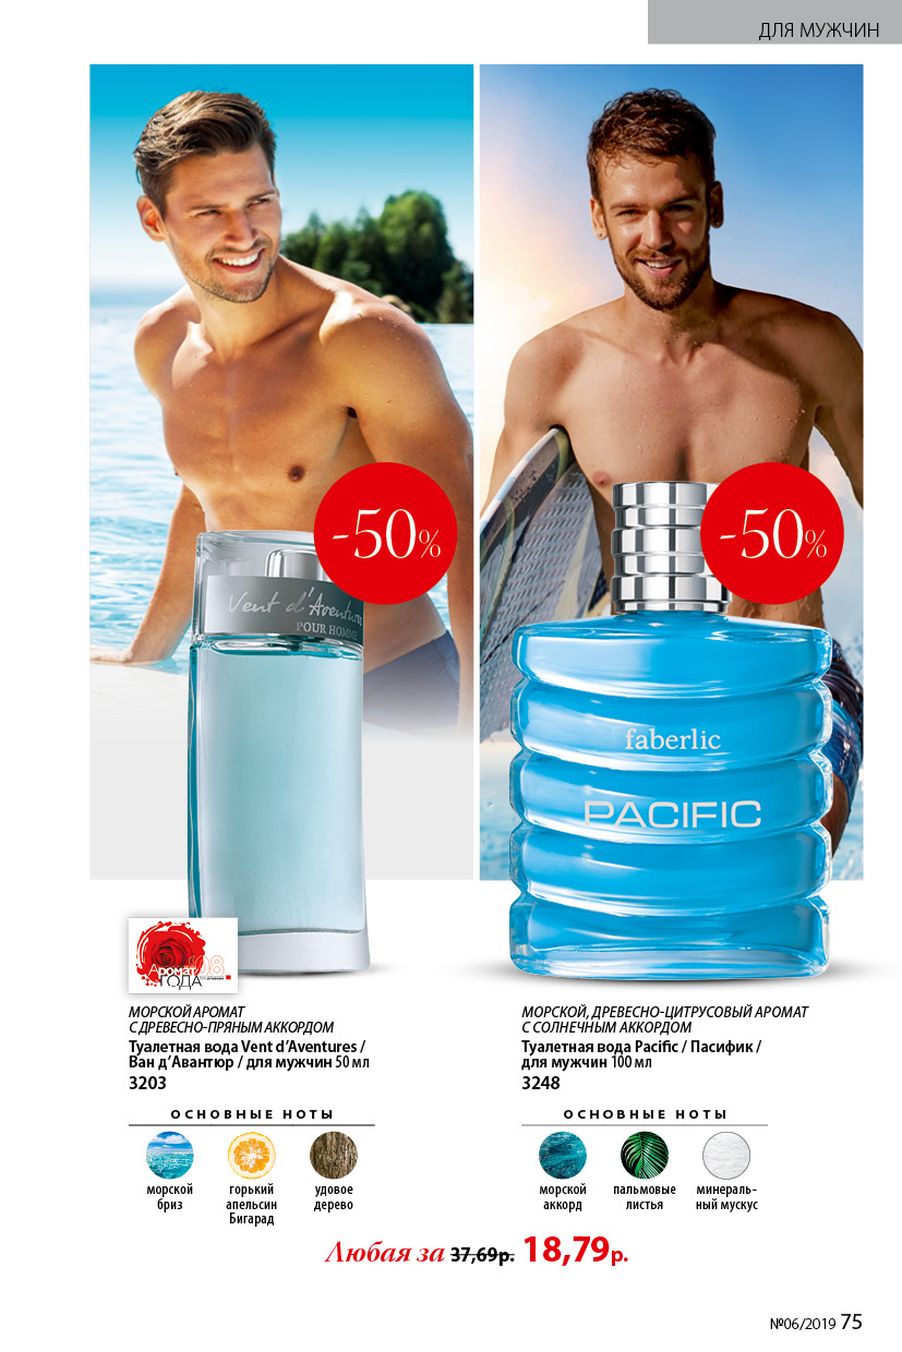 ДЛЯ МУЖЧИН
-50%
-50%
Vent d'Aventures
POUR HOMME
faberlic
PACIFIC
Аромат '08
ГОДА
МОРСКОЙ АРОМАТ
С ДРЕВЕСНО-ПРЯНЫМ АККОРДОМ
Туалетная вода Vent d’Aventures /
Ван д’Авантюр / для мужчин 50 мл
3203
ОСНОВНЫЕ НОТЫ
морской
бриз
горький
апельсин
Бигарад
удовое
дерево
МОРСКОЙ, ДРЕВЕСНО-ЦИТРУСОВЫЙ АРОМАТ
С СОЛНЕЧНЫМ АККОРДОМ
Туалетная вода Pacific / Пасифик /
для мужчин 100 мл
3248
ОСНОВНЫЕ НОТЫ
морской
аккорд
пальмовые
листья
минераль-
ный мускус
Любая за 37,69р. 18,79р.
№06/2019 75